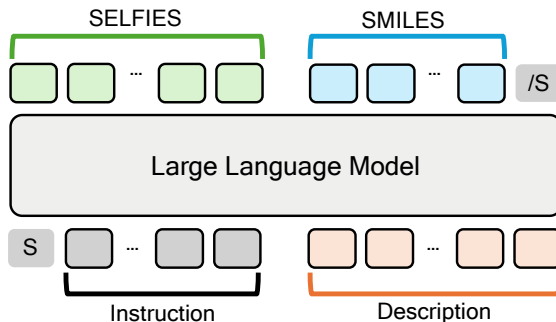 SELFIES SMILES
... ... /S
Large Language Model
S ... ...
Instruction Description